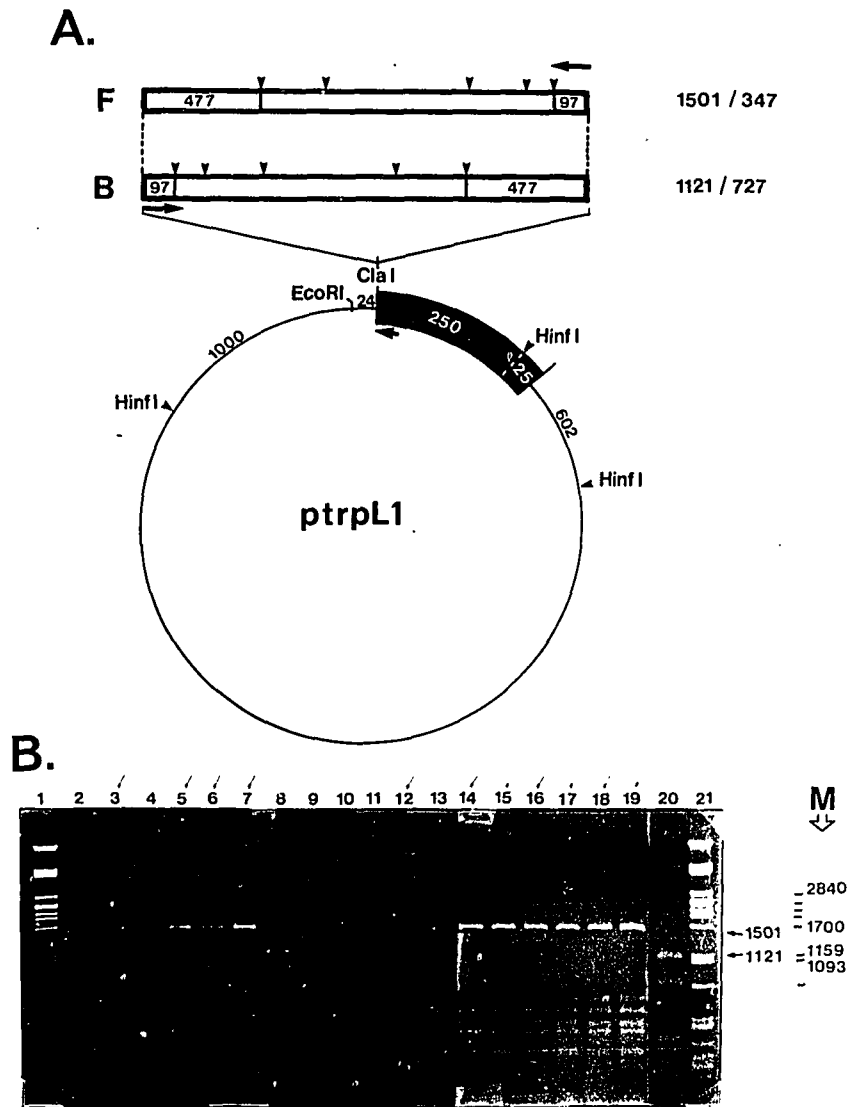 A.
F 477 97 1501 / 347
B 97 477 1121 / 727
Cla I
EcoRI 24 250 HinfI
1000 25
HinfI 602
HinfI
ptrpL1
B.
1 2 3 4 5 6 7 8 9 10 11 12 13 14 15 16 17 18 19 20 21 M
2840
1700
1501
1159
1121
1093